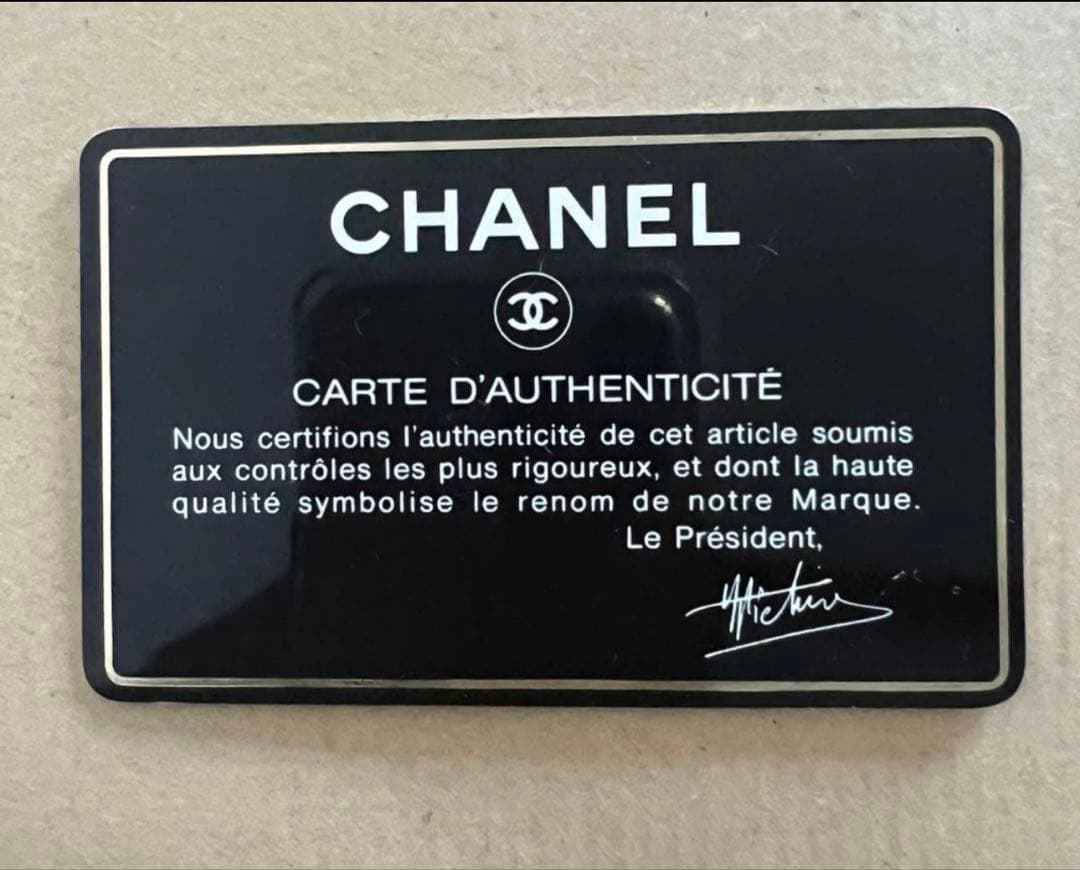 CHANEL
CARTE D'AUTHENTICITÉ
Nous certifions l'authenticité de cet article soumis
aux contrôles les plus rigoureux, et dont la haute
qualité symbolise le renom de notre Marque.
Le Président,